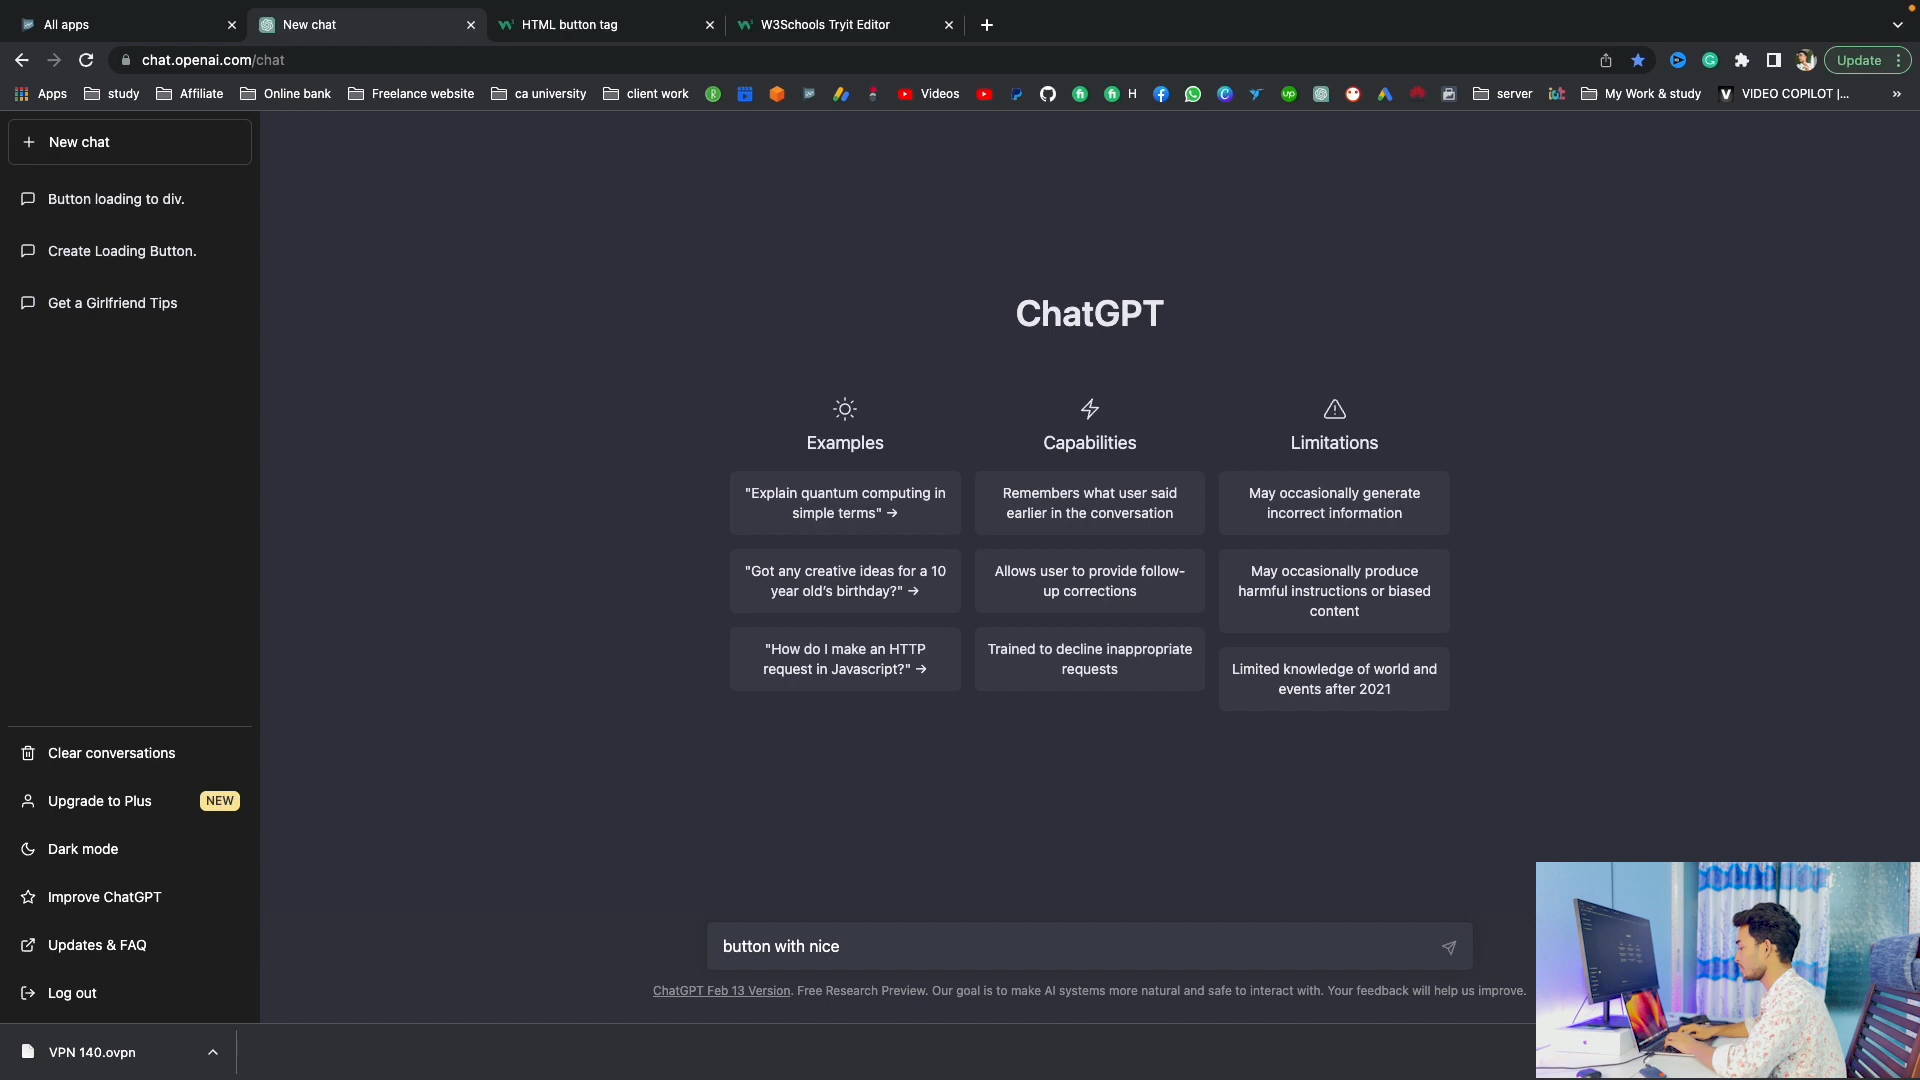 All apps
New chat
HTML button tag
W3Schools Tryit Editor
chat.openai.com/chat
Update
Apps
study
Affiliate
Online bank
Freelance website
ca university
client work
Videos
H
server
My Work & study
VIDEO COPILOT |...
New chat
Button loading to div.
Create Loading Button.
Get a Girlfriend Tips
ChatGPT
Examples
Capabilities
Limitations
"Explain quantum computing in
simple terms" →
Remembers what user said
earlier in the conversation
May occasionally generate
incorrect information
"Got any creative ideas for a 10
year old's birthday?" →
Allows user to provide follow-
up corrections
May occasionally produce
harmful instructions or biased
content
"How do I make an HTTP
request in Javascript?" →
Trained to decline inappropriate
requests
Limited knowledge of world and
events after 2021
Clear conversations
Upgrade to Plus
NEW
Dark mode
Improve ChatGPT
Updates & FAQ
Log out
button with nice
ChatGPT Feb 13 Version. Free Research Preview. Our goal is to make AI systems more natural and safe to interact with. Your feedback will help us improve.
VPN 140.ovpn